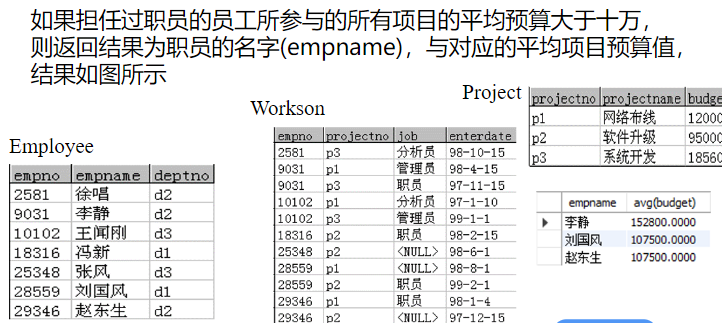 如果担任过职员的员工所参与的所有项目的平均预算大于十万，
则返回结果为职员的名字(empname)，与对应的平均项目预算值，
结果如图所示
Employee
empno empname deptno
2581 徐唱 d2
9031 李静 d2
10102 王闻刚 d3
18316 冯新 d1
25348 张风 d3
28559 刘国风 d1
29346 赵东生 d2
Workson
empno projectno job enterdate
2581 p3 分析员 98-10-15
9031 p1 管理员 98-4-15
9031 p3 职员 97-11-15
10102 p1 分析员 97-1-10
10102 p3 管理员 99-1-1
18316 p2 职员 98-2-15
25348 p2 <NULL> 98-6-1
28559 p1 <NULL> 98-8-1
28559 p2 职员 99-2-1
29346 p1 职员 98-1-4
29346 p2 <NULL> 97-12-15
Project
projectno projectname budge
p1 网络布线 12000
p2 软件升级 95000
p3 系统开发 18560
empname avg(budget)
李静 152800.0000
刘国风 107500.0000
赵东生 107500.0000